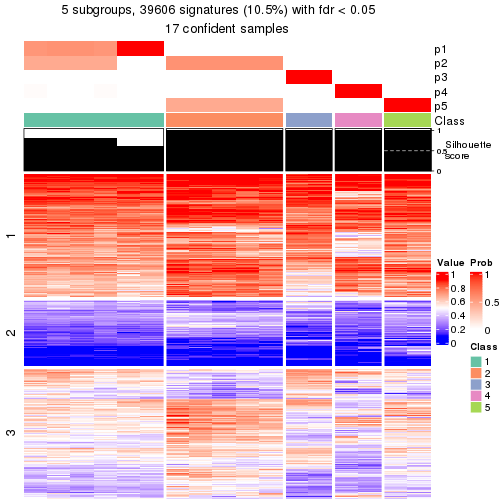 5 subgroups, 39606 signatures (10.5%) with fdr < 0.05
17 confident samples
p1
p2
p3
p4
p5
Class
1
0.5
0
Silhouette
score
1
2
3
Value
1
0.8
0.6
0.4
0.2
0
Prob
1
0.5
0
Class
1
2
3
4
5